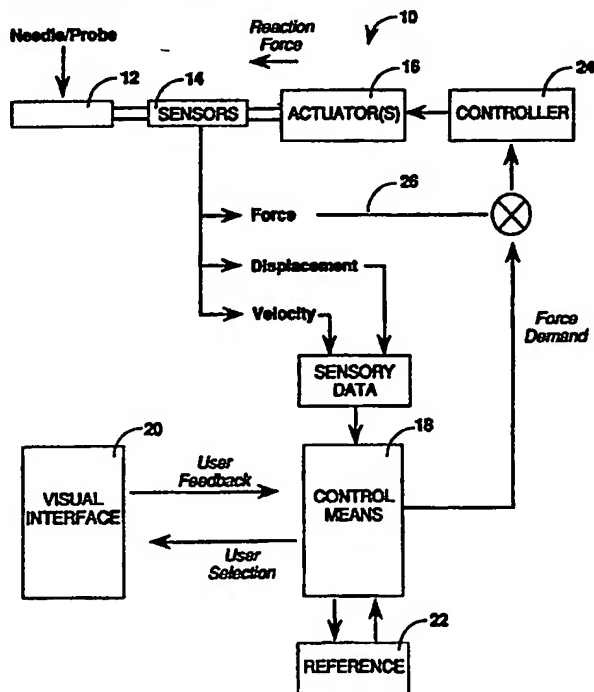 Needle/Probe
Reaction
Force
10
12
14
16
24
SENSORS
ACTUATOR(S)
CONTROLLER
26
Force
Displacement
Velocity
Force
Demand
SENSORY
DATA
20
18
User
Feedback
VISUAL
INTERFACE
CONTROL
MEANS
User
Selection
22
REFERENCE